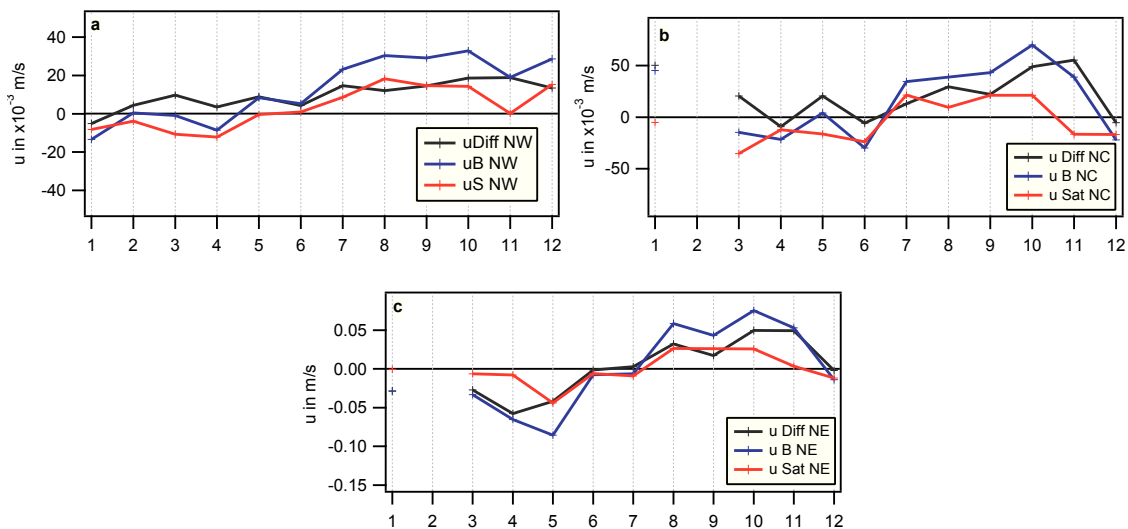 a
40
20
0
-20
-40
u in x10⁻³ m/s
uDiff NW
uB NW
uS NW
1 2 3 4 5 6 7 8 9 10 11 12
b
50
0
-50
u in x10⁻³ m/s
u Diff NC
u B NC
u Sat NC
1 2 3 4 5 6 7 8 9 10 11 12
c
0.05
0.00
-0.05
-0.10
-0.15
u in m/s
u Diff NE
u B NE
u Sat NE
1 2 3 4 5 6 7 8 9 10 11 12